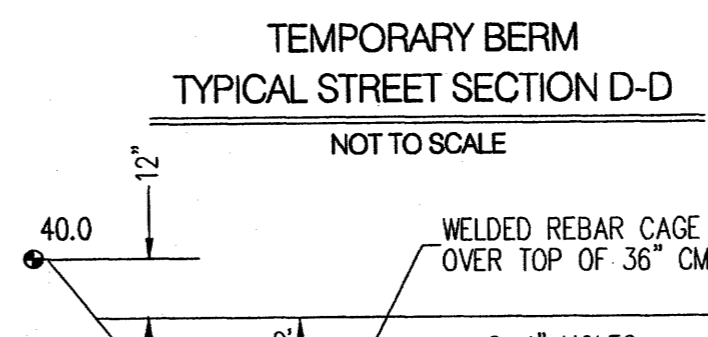 TEMPORARY BERM
TYPICAL STREET SECTION D-D
NOT TO SCALE
12"
40.0
WELDED REBAR CAGE
OVER TOP OF 36" CM